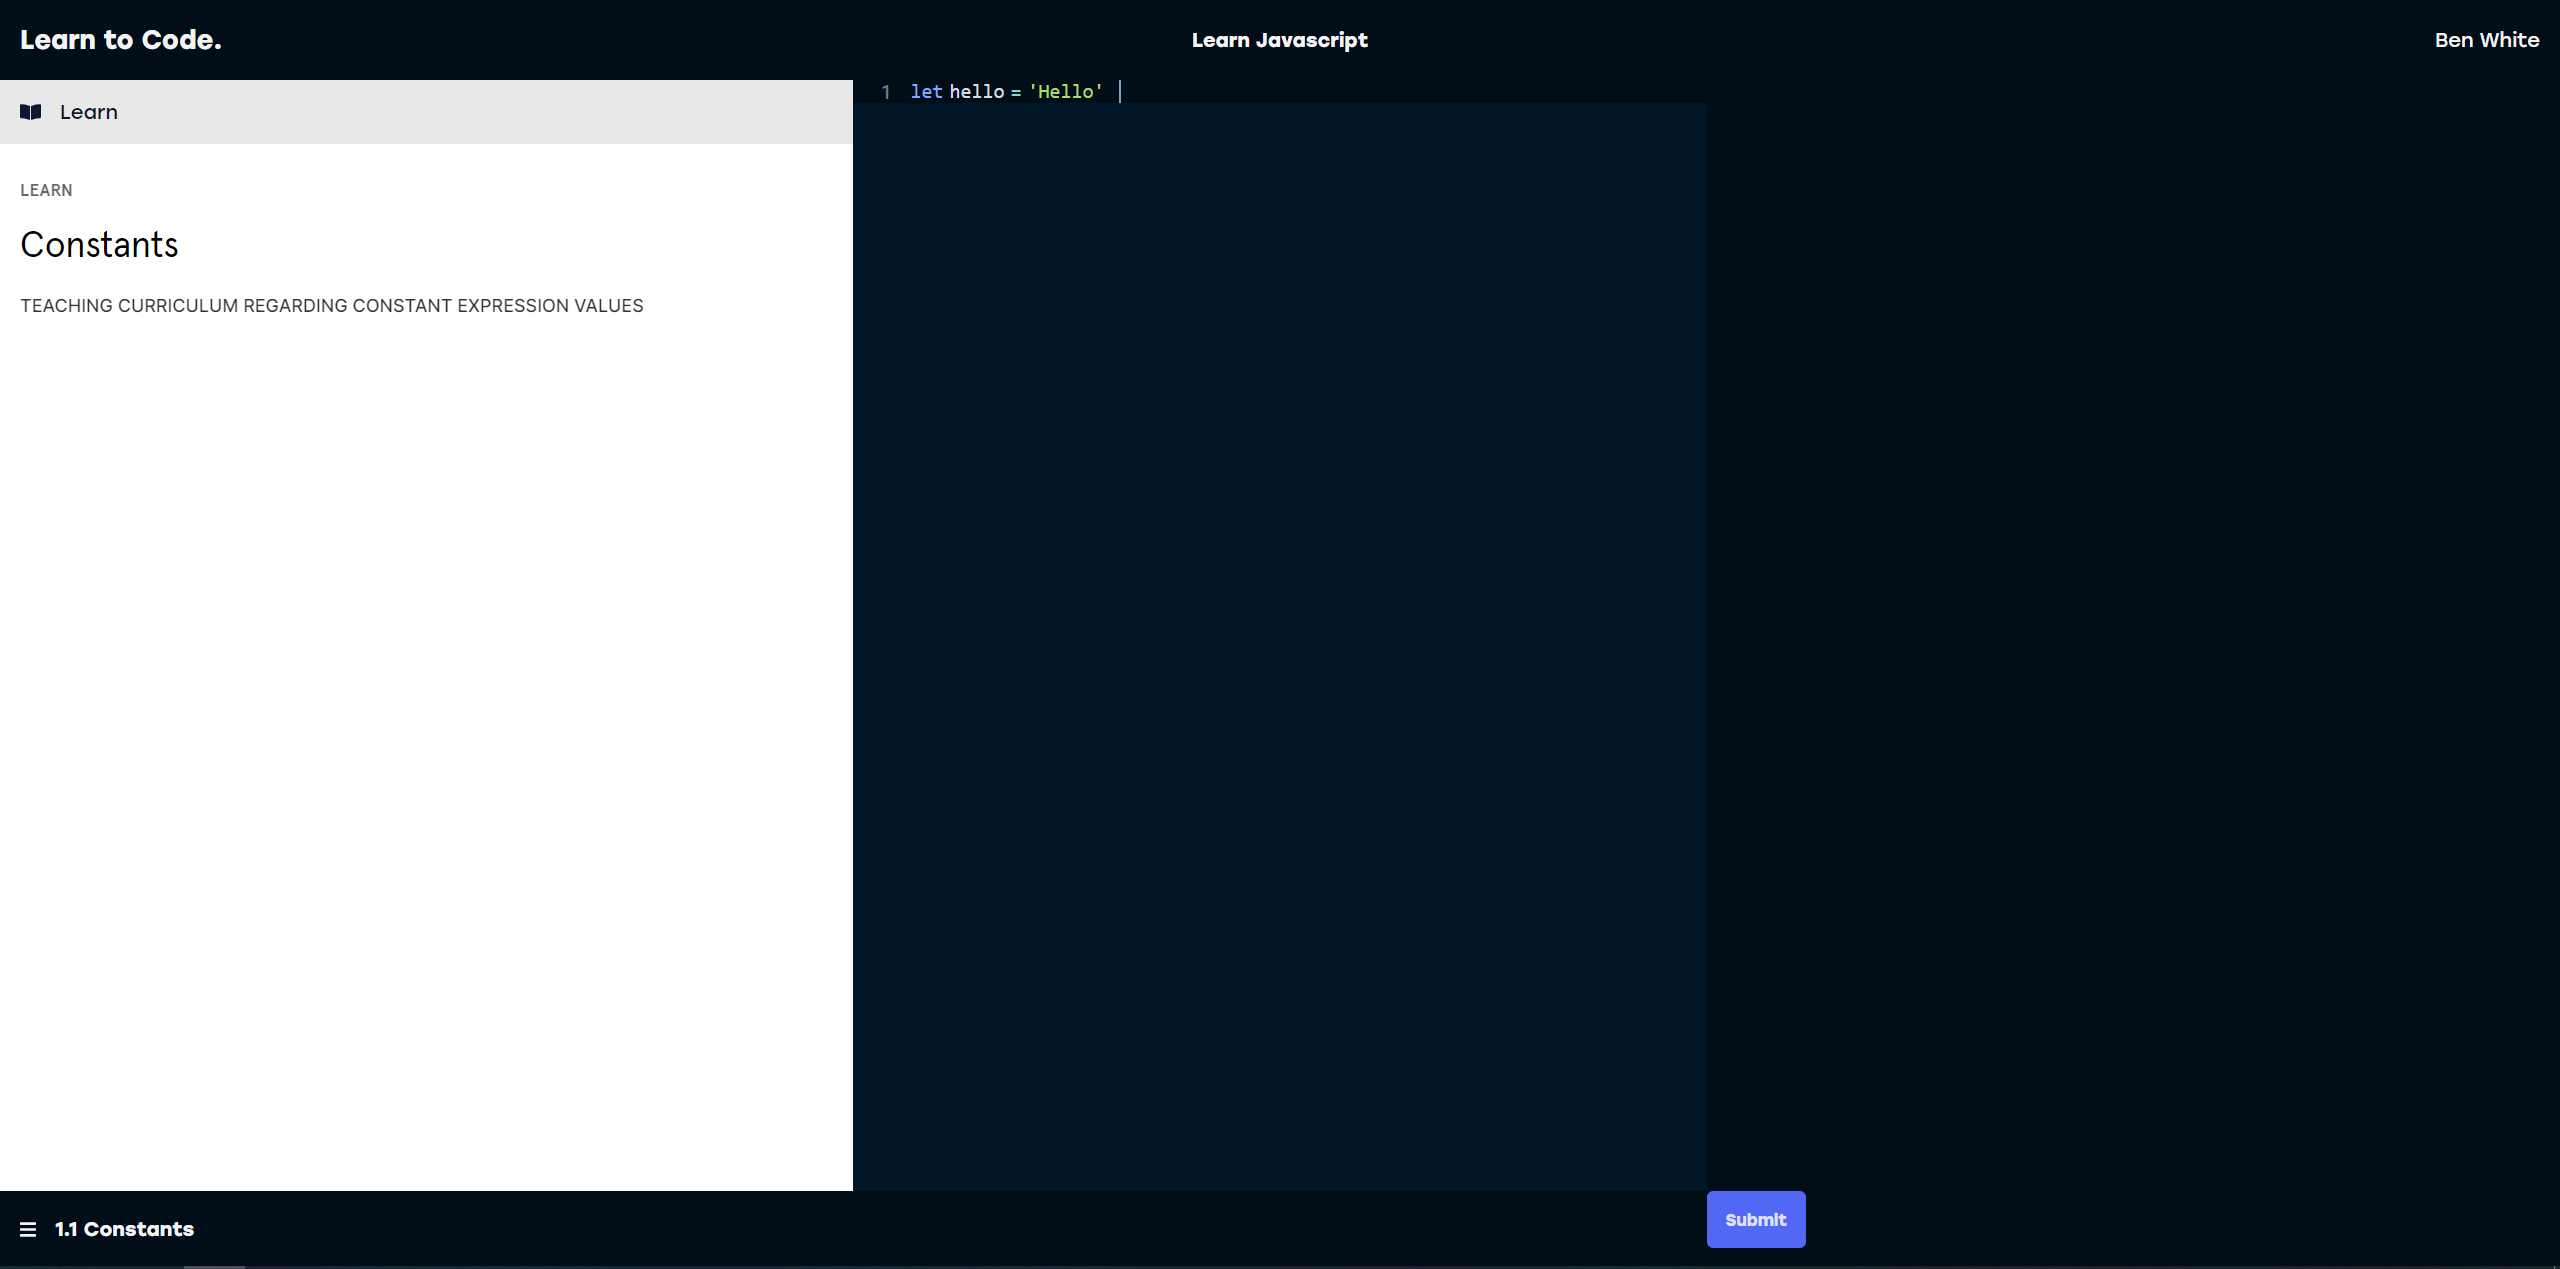 Learn to Code.
Learn Javascript
Ben White
Learn
LEARN
Constants
TEACHING CURRICULUM REGARDING CONSTANT EXPRESSION VALUES
1 let hello = 'Hello'
1.1 Constants
Submit